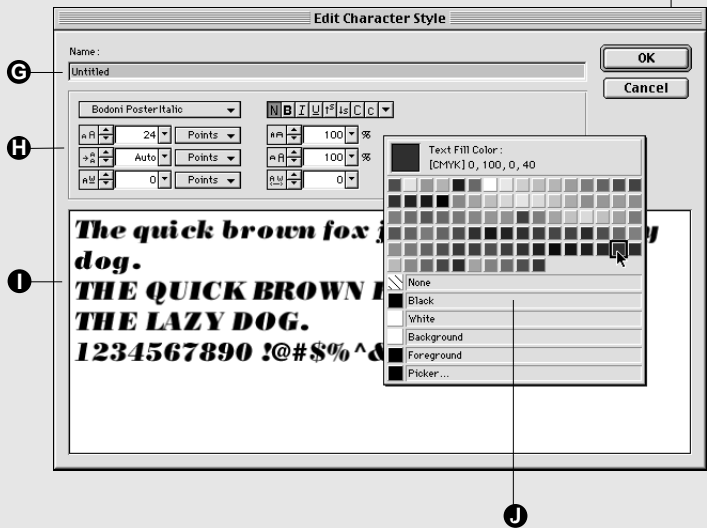 Edit Character Style
Name:
OK
G
Untitled
Cancel
Bodoni PosterItalic
N B I U T S T S C C
H
24 Points 100 %
Text Fill Color:
[CMYK] 0, 100, 0, 40
Auto Points 100 %
0 Points 0
The quick brown fox j y
dog.
I
THE QUICK BROWN
THE LAZY DOG.
1234567890 !@#$%^&
None
Black
White
Background
Foreground
Picker...
J